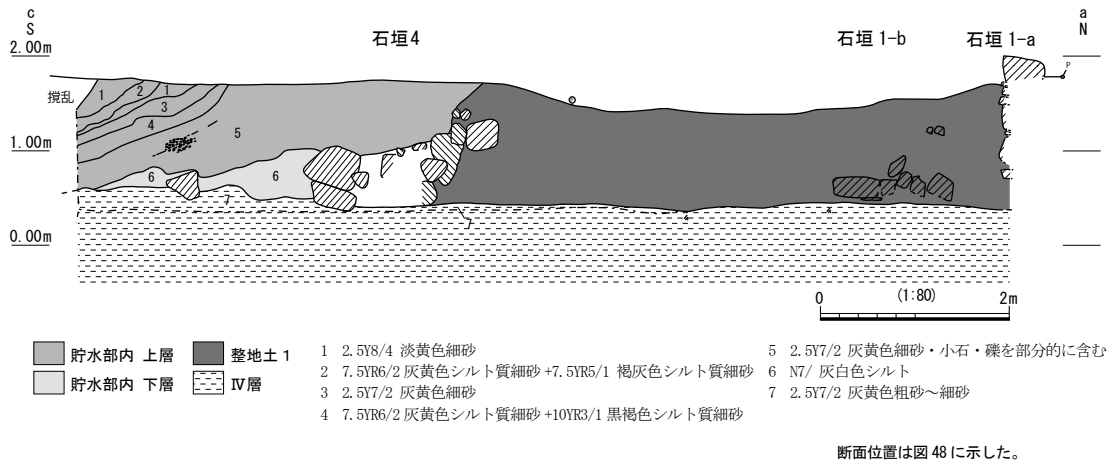 c
S
2.00m
石垣4
石垣 1-b
石垣 1-a
a
N
P
撹乱
1
2
1
3
4
5
1.00m
6
6
7
7
0.00m
0
(1:80)
2m
貯水部内 上層
整地土 1
貯水部内 下層
Ⅳ層
1 2.5Y8/4 淡黄色細砂
2 7.5YR6/2 灰黄色シルト質細砂 +7.5YR5/1 褐灰色シルト質細砂
3 2.5Y7/2 灰黄色細砂
4 7.5YR6/2 灰黄色シルト質細砂 +10YR3/1 黒褐色シルト質細砂
5 2.5Y7/2 灰黄色細砂・小石・礫を部分的に含む
6 N7/ 灰白色シルト
7 2.5Y7/2 灰黄色粗砂～細砂
断面位置は図 48 に示した。